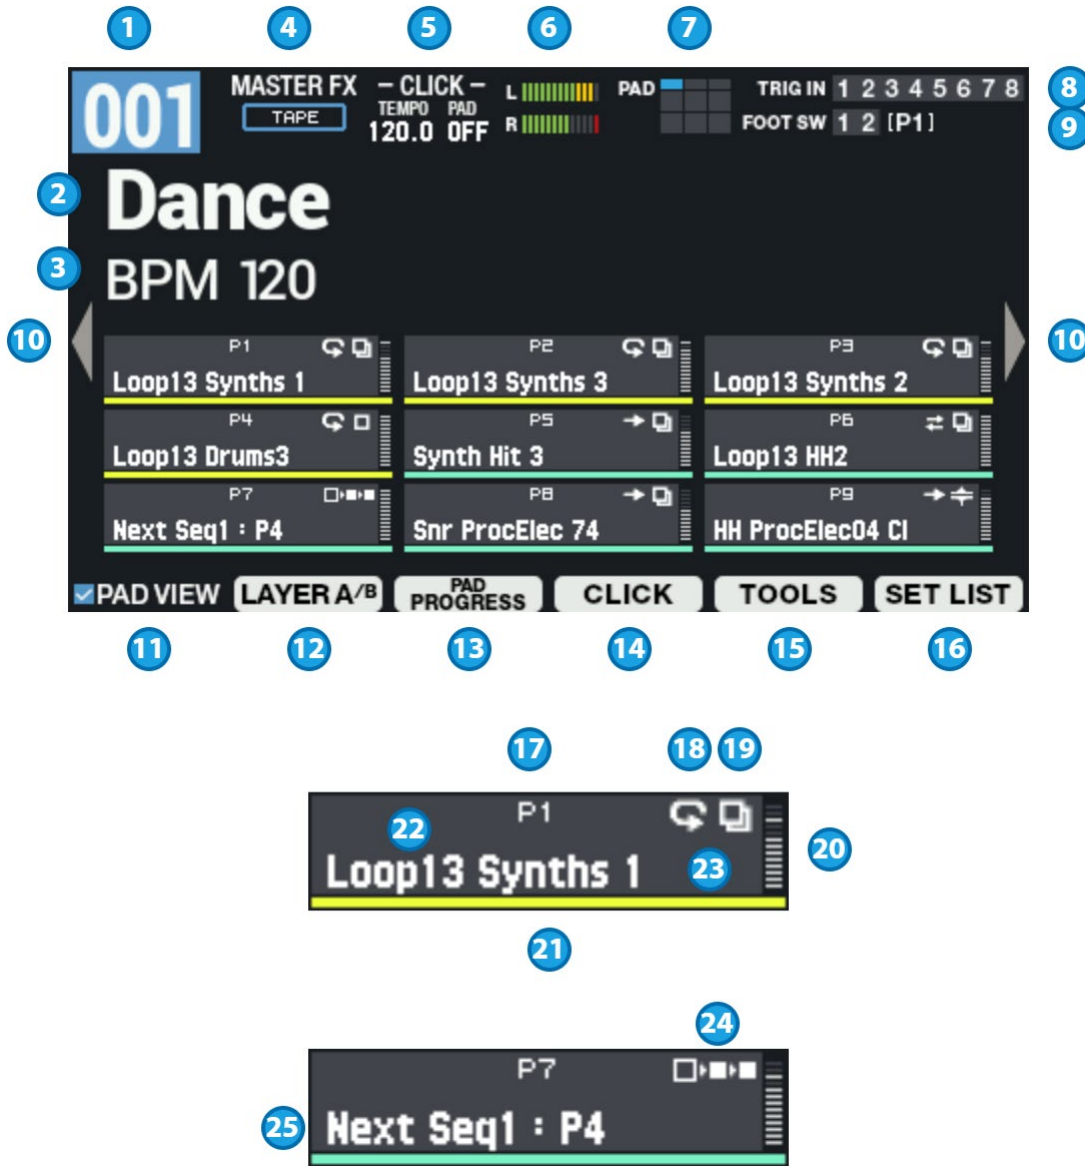 1 4 5 6 7
001 MASTER FX – CLICK – L PAD TRIG IN 1 2 3 4 5 6 7 8 8
TAPE TEMPO PAD R FOOT SW 1 2 [P1] 9
120.0 OFF
2 Dance
3 BPM 120
10 10
P1 P2 P3
Loop13 Synths 1 Loop13 Synths 3 Loop13 Synths 2
P4 P5 P6
Loop13 Drums3 Synth Hit 3 Loop13 HH2
P7 P8 P9
Next Seq1 : P4 Snr ProcElec 74 HH ProcElec04 Cl
PAD VIEW LAYER A/B PAD PROGRESS CLICK TOOLS SET LIST
11 12 13 14 15 16
17 18 19
P1
22
Loop13 Synths 1 23 20
21
24
P7
25 Next Seq1 : P4